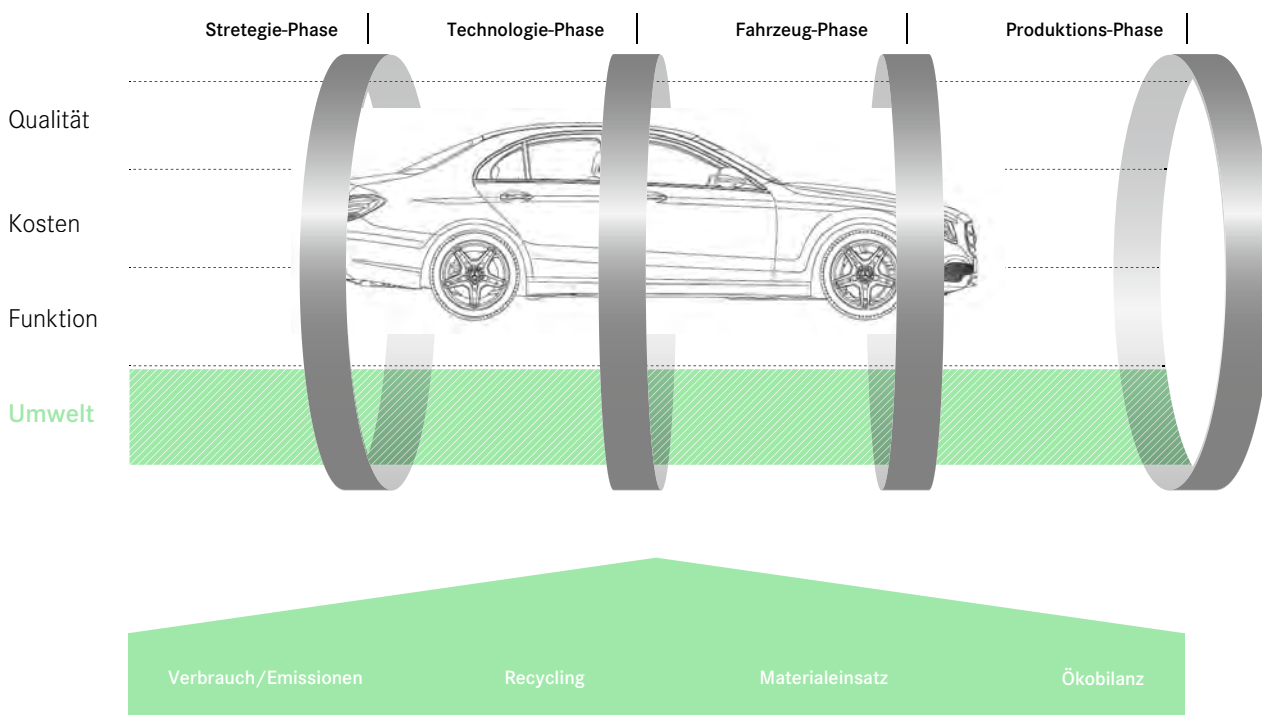 Stretegie-Phase Technologie-Phase Fahrzeug-Phase Produktions-Phase
Qualität
Kosten
Funktion
Umwelt
Verbrauch/Emissionen Recycling Materialeinsatz Ökobilanz